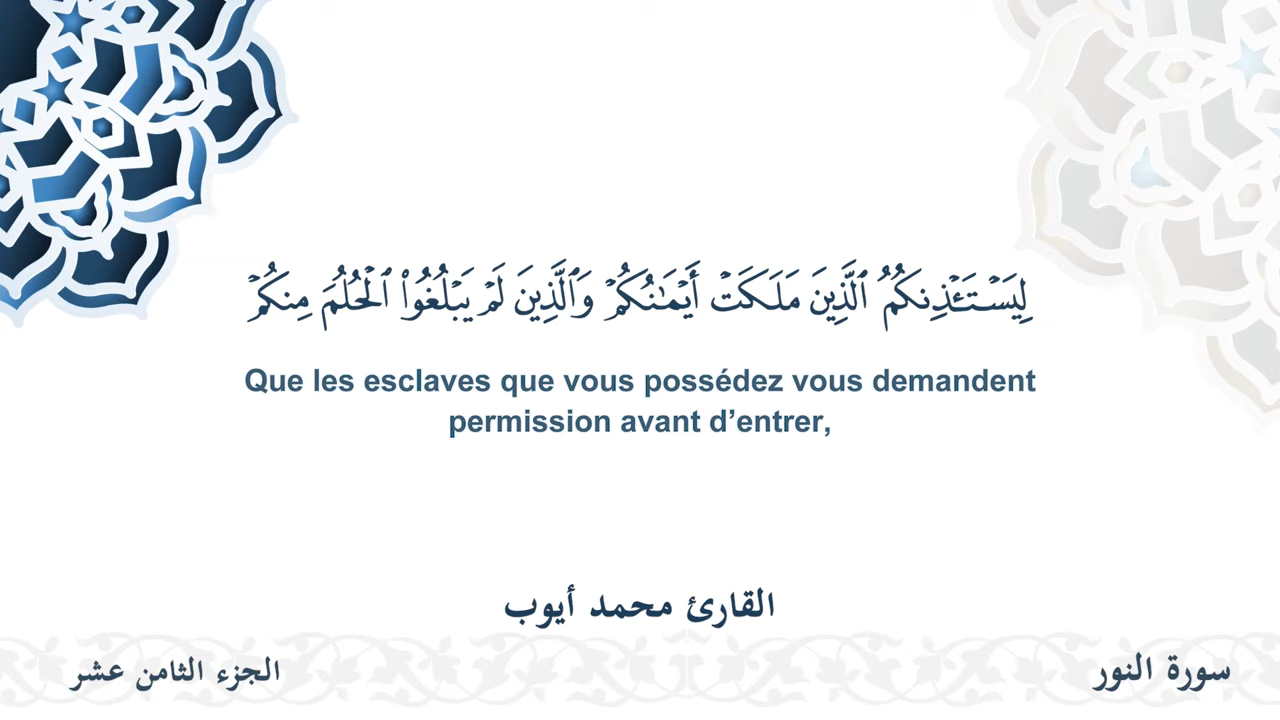 لِيَسْتَـْٔذِنكُمُ ٱلَّذِينَ مَلَكَتْ أَيْمَـٰنُكُمْ وَٱلَّذِينَ لَمْ يَبْلُغُوا۟ ٱلْحُلُمَ مِنكُمْ
Que les esclaves que vous possédez vous demandent
permission avant d’entrer,
القارئ محمد أيوب
سورة النور
الجزء الثامن عشر